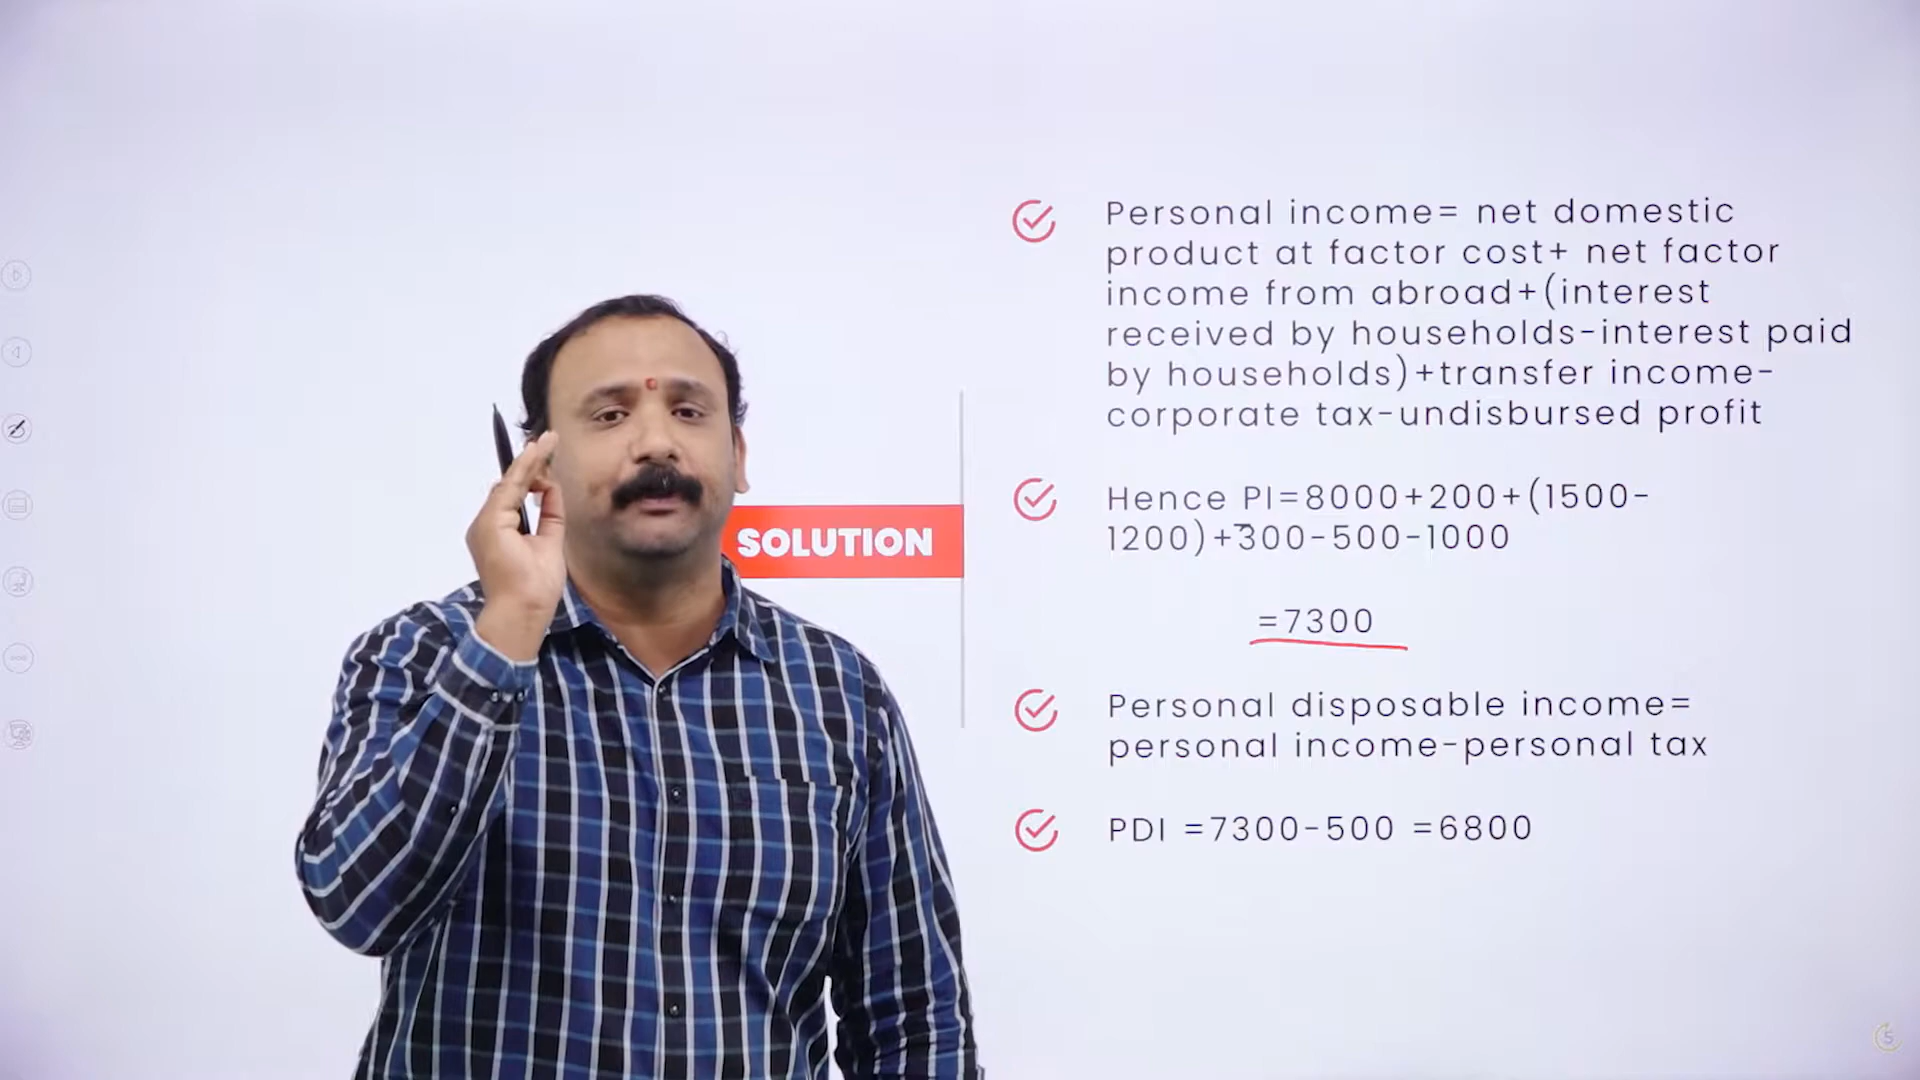 SOLUTION
Personal income= net domestic
product at factor cost+ net factor
income from abroad+(interest
received by households-interest paid
by households)+transfer income-
corporate tax-undisbursed profit
Hence PI=8000+200+(1500-
1200)+300-500-1000
=7300
Personal disposable income=
personal income-personal tax
PDI =7300-500 =6800
5